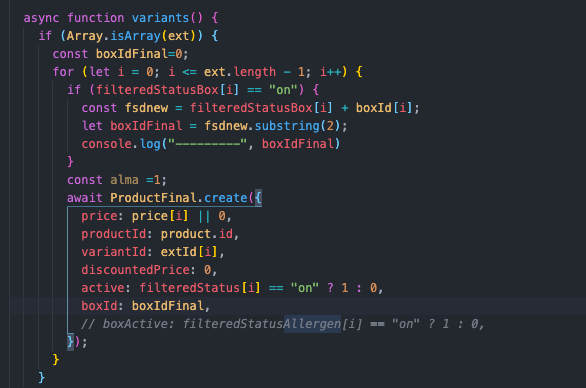 async function variants() {
if (Array.isArray(ext)) {
const boxIdFinal=0;
for (let i = 0; i <= ext.length - 1; i++) {
if (filteredStatusBox[i] == "on") {
const fsdnew = filteredStatusBox[i] + boxId[i];
let boxIdFinal = fsdnew.substring(2);
console.log("---------", boxIdFinal)
}
const alma =1;
await ProductFinal.create({
price: price[i] || 0,
productId: product.id,
variantId: extId[i],
discountedPrice: 0,
active: filteredStatus[i] == "on" ? 1 : 0,
boxId: boxIdFinal,
// boxActive: filteredStatusAllergen[i] == "on" ? 1 : 0,
});
}
}